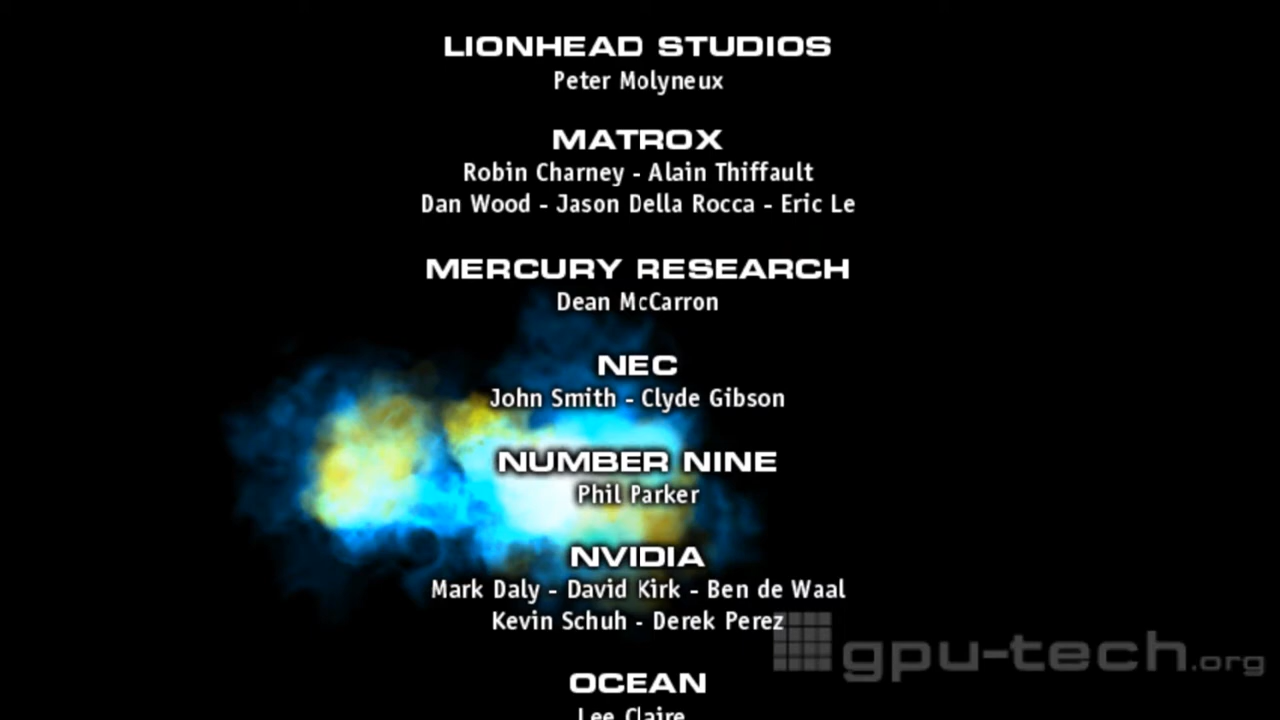 LIONHEAD STUDIOS
Peter Molyneux
MATROX
Robin Charney - Alain Thiffault
Dan Wood - Jason Della Rocca - Eric Le
MERCURY RESEARCH
Dean McCarron
NEC
John Smith - Clyde Gibson
NUMBER NINE
Phil Parker
NVIDIA
Mark Daly - David Kirk - Ben de Waal
Kevin Schuh - Derek Perez
gpu-tech.org
OCEAN
Lee Claire